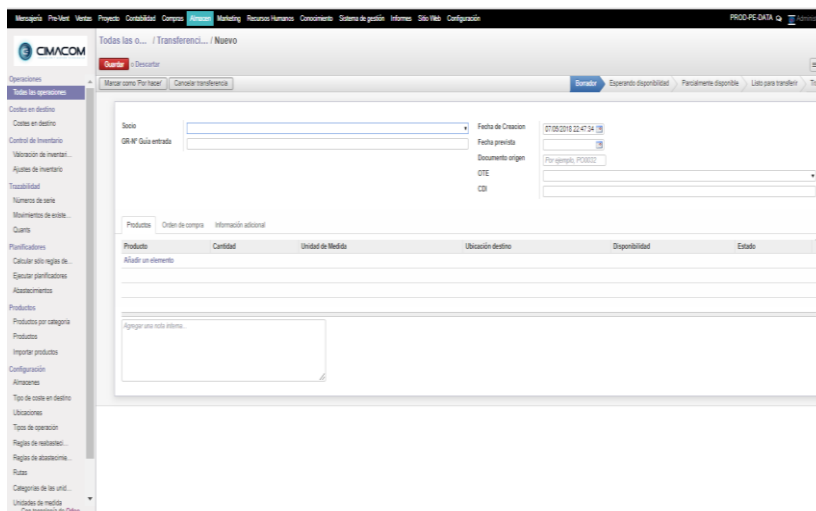 Mensajería Pre-Vent Ventas Proyecto Contabilidad Compras Almacen Marketing Recursos Humanos Conocimiento Sistema de gestión Informes Sitio Web Configuración PROD-PE-DATA
CIMACOM
Todas las o... / Transferenci... / Nuevo
Guardar o Descartar
Marcar como 'Por hacer' Cancelar transferencia
Borrador Esperando disponibilidad Parcialmente disponible Listo para transferir
Operaciones
Todas las operaciones
Costes en destino
Costes en destino
Control de Inventario
Valoración de inventari...
Ajustes de inventario
Trazabilidad
Números de serie
Movimientos de existe...
Quants
Planificadores
Calcular sólo reglas de...
Ejecutar planificadores
Abastecimientos
Productos
Productos por categoría
Productos
Importar productos
Configuración
Almacenes
Tipo de coste en destino
Ubicaciones
Tipos de operación
Reglas de reabasteci...
Reglas de abastecimie...
Rutas
Categorías de las unid...
Unidades de medida
Con tecnología de Odoo
Socio
GR-Nº Guía entrada
Fecha de Creacion 07/05/2018 22:47:34
Fecha prevista
Documento origen Por ejemplo, PO0032
OTE
CDI
Productos Orden de compra Información adicional
Producto Cantidad Unidad de Medida Ubicación destino Disponibilidad Estado
Añadir un elemento
Agregar una nota interna...